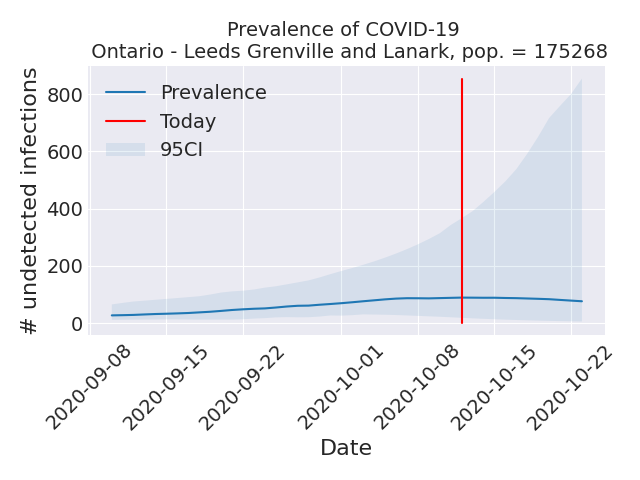 Prevalence of COVID-19
Ontario - Leeds Grenville and Lanark, pop. = 175268
# undetected infections
800
600
400
200
0
Prevalence
Today
95CI
2020-09-08
2020-09-15
2020-09-22
2020-10-01
2020-10-08
2020-10-15
2020-10-22
Date